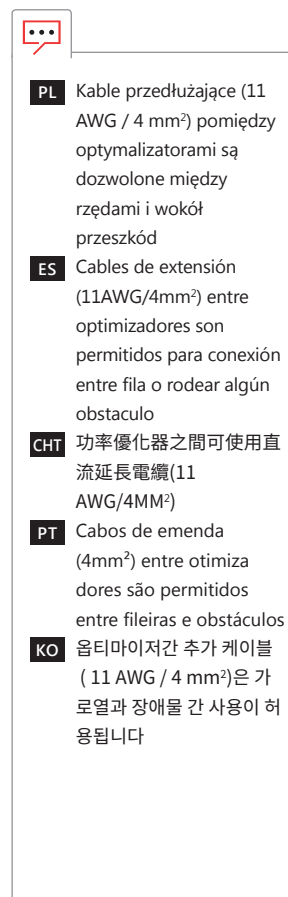 PL Kable przedłużające (11
AWG / 4 mm²) pomiędzy
optymalizatorami są
dozwolone między
rzędami i wokół
przeszkód
ES Cables de extensión
(11AWG/4mm²) entre
optimizadores son
permitidos para conexión
entre fila o rodear algún
obstaculo
CHT 功率優化器之間可使用直
流延長電纜(11
AWG/4MM²)
PT Cabos de emenda
(4mm²) entre otimiza
dores são permitidos
entre fileiras e obstáculos
KO 옵티마이저간 추가 케이블
( 11 AWG / 4 mm²)은 가
로열과 장애물 간 사용이 허
용됩니다